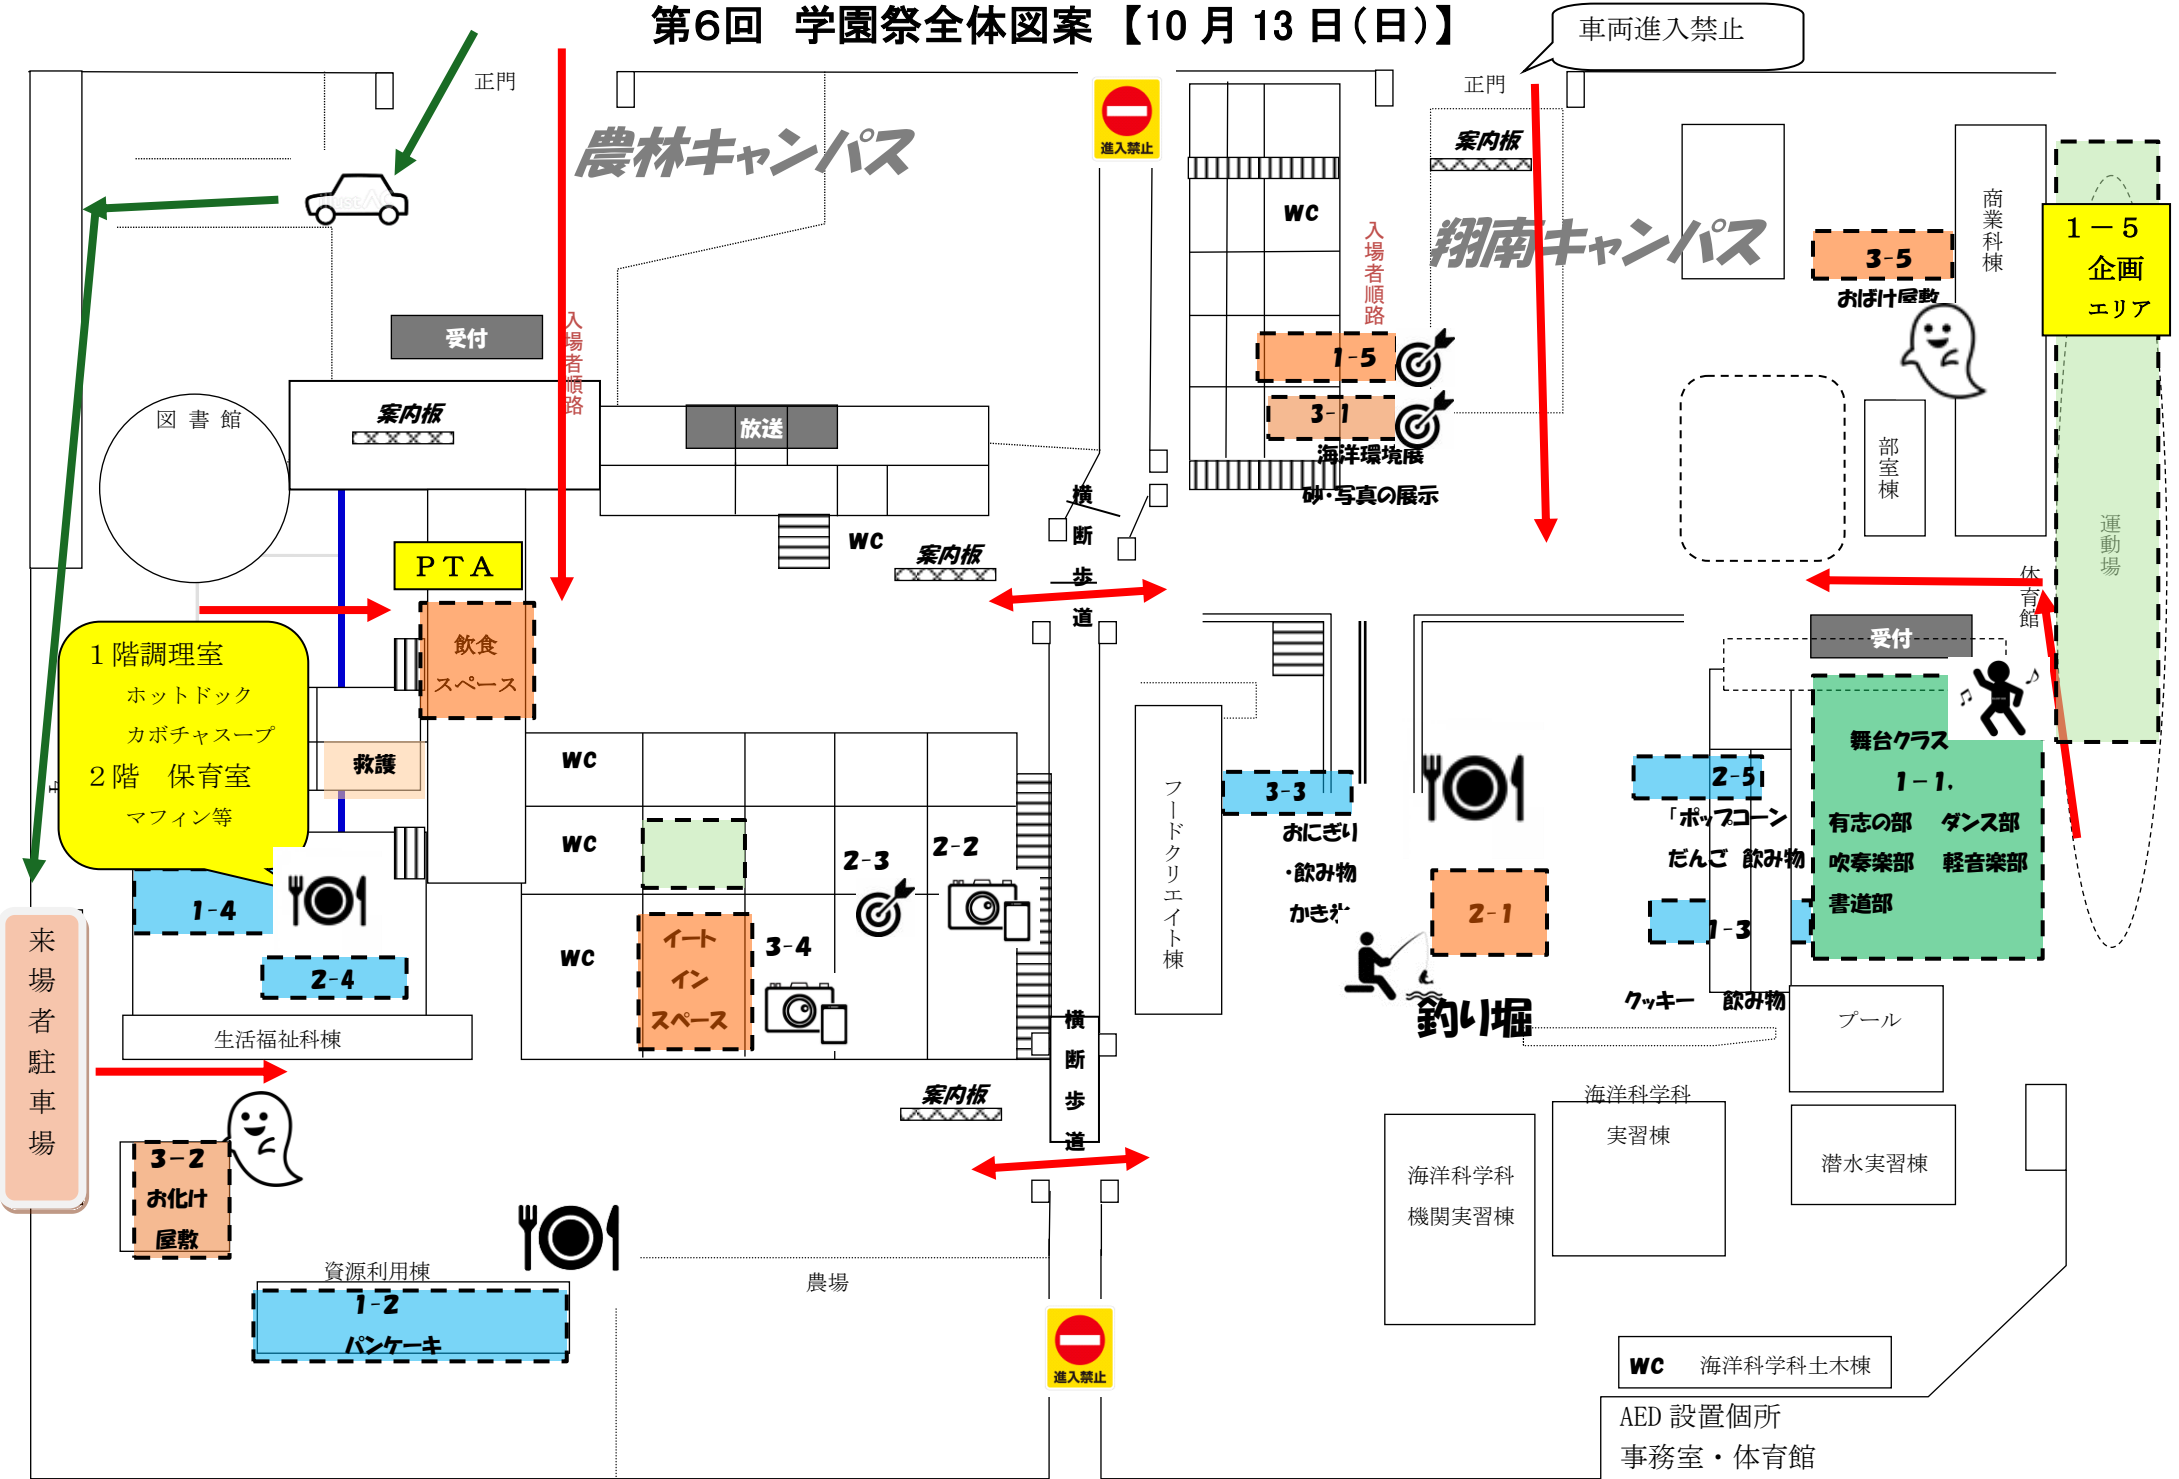 第6回 学園祭全体図案 【10月13日(日)】
車両進入禁止
正門
正門
進入禁止
農林キャンパス
案内板
WC
入場者順路
翔南キャンパス
商業科棟
1－5
企画
エリア
3-5
おばけ屋敷
入場者順路
受付
1-5
3-1
海洋環境展
砂・写真の展示
図書館
案内板
放送
部室棟
運動場
横断歩道
WC
案内板
PTA
体育館
受付
飲食
スペース
1階調理室
ホットドック
カボチャスープ
2階 保育室
マフィン等
救護
WC
WC
WC
2-3
2-2
3-4
イート
イン
スペース
フードクリエイト棟
3-3
おにぎり
・飲み物
かき氷
2-5
「ポップコーン
だんご 飲み物
舞台クラス
1－1.
有志の部 ダンス部
吹奏楽部 軽音楽部
書道部
2-1
釣り堀
1-3
クッキー 飲み物
1-4
2-4
生活福祉科棟
来場者駐車場
横断歩道
案内板
プール
海洋科学科
実習棟
海洋科学科
機関実習棟
潜水実習棟
3－2
お化け
屋敷
資源利用棟
1-2
パンケーキ
農場
進入禁止
WC 海洋科学科土木棟
AED 設置個所
事務室・体育館